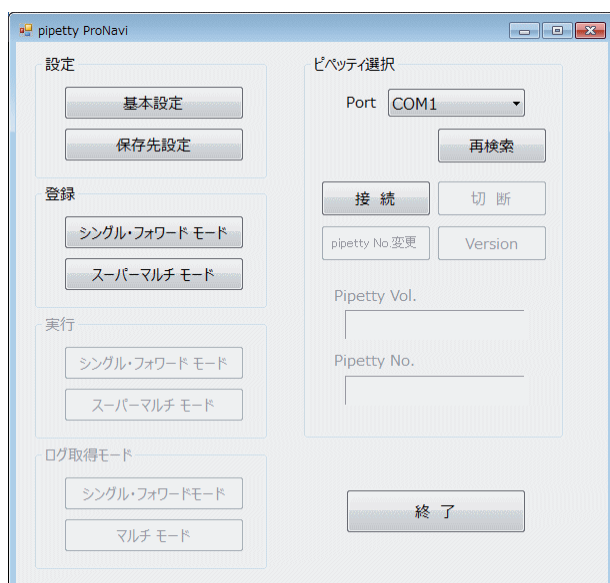 pipetty ProNavi
設定
基本設定
保存先設定
登録
シングル・フォワード モード
スーパーマルチ モード
実行
シングル・フォワード モード
スーパーマルチ モード
ログ取得モード
シングル・フォワードモード
マルチ モード
ピペッティ選択
Port COM1
再検索
接 続 切 断
pipetty No.変更 Version
Pipetty Vol.
Pipetty No.
終 了